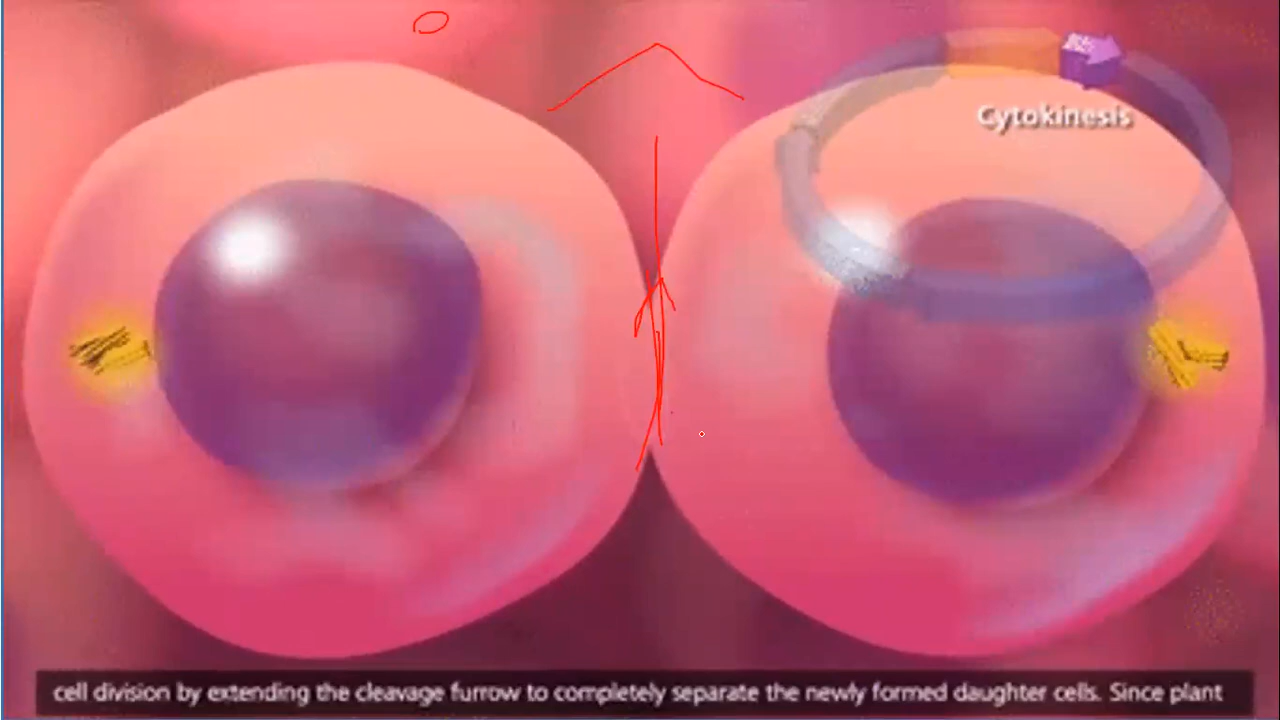 Cytokinesis
cell division by extending the cleavage furrow to completely separate the newly formed daughter cells. Since plant